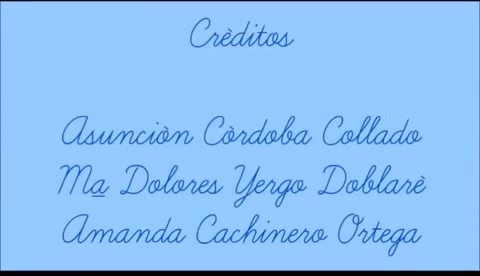 Crèditos
Asunciòn Còrdoba Collado
Mª Dolores Yergo Doblarè
Amanda Cachinero Ortega